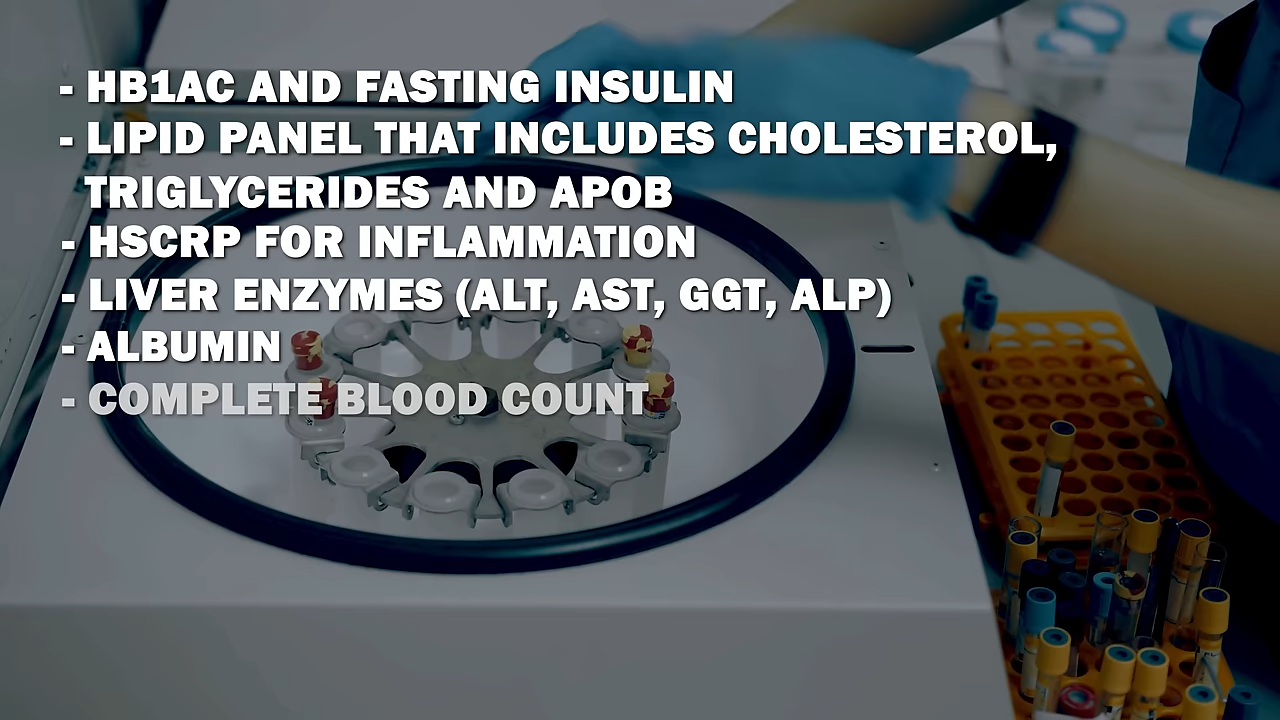 - HB1AC AND FASTING INSULIN
- LIPID PANEL THAT INCLUDES CHOLESTEROL,
TRIGLYCERIDES AND APOB
- HSCRP FOR INFLAMMATION
- LIVER ENZYMES (ALT, AST, GGT, ALP)
- ALBUMIN
- COMPLETE BLOOD COUNT